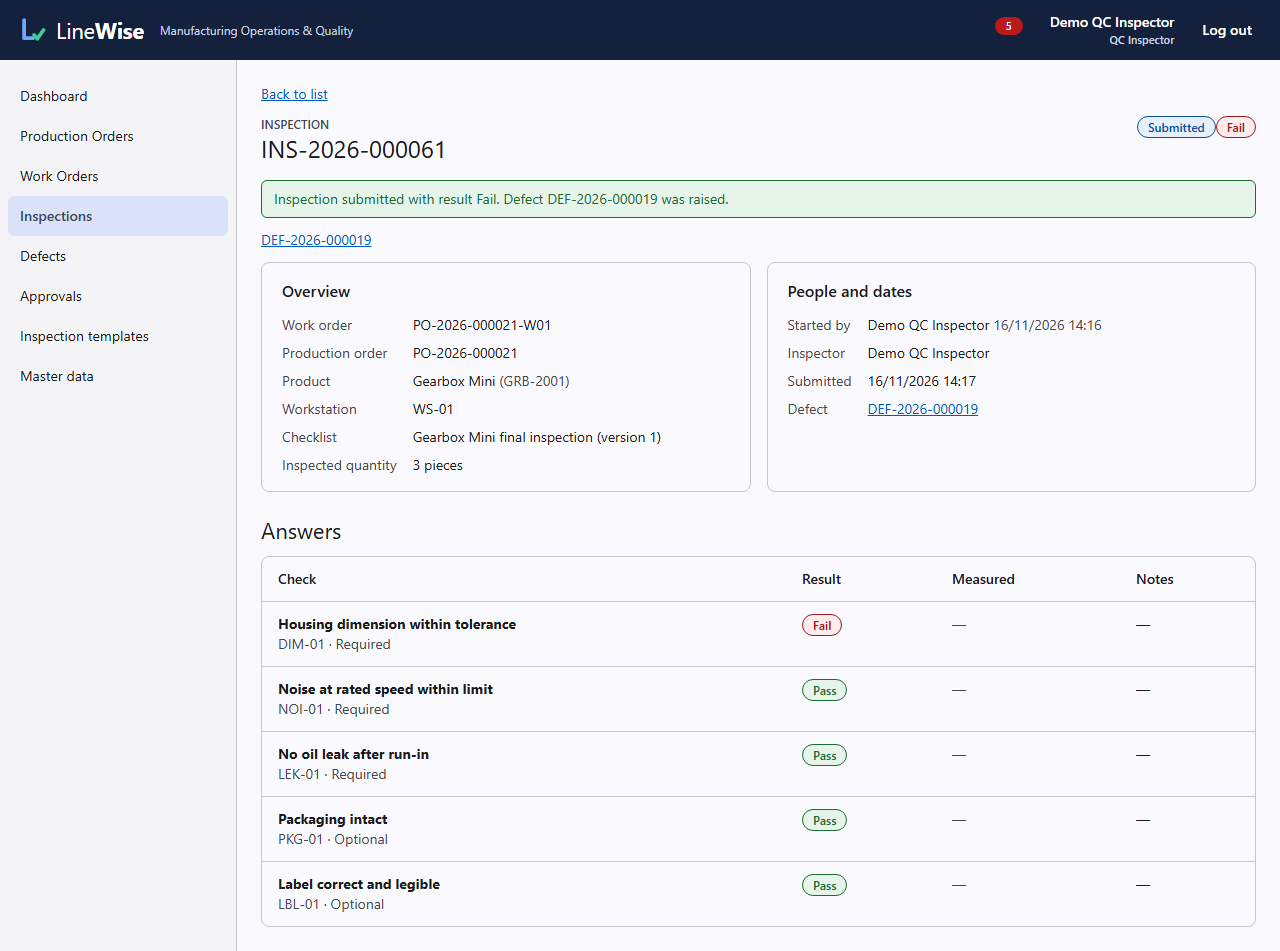 LineWise
Manufacturing Operations & Quality
5
Demo QC Inspector
QC Inspector
Log out
Dashboard
Production Orders
Work Orders
Inspections
Defects
Approvals
Inspection templates
Master data
Back to list
INSPECTION
INS-2026-000061
Submitted Fail
Inspection submitted with result Fail. Defect DEF-2026-000019 was raised.
DEF-2026-000019
Overview
Work order PO-2026-000021-W01
Production order PO-2026-000021
Product Gearbox Mini (GRB-2001)
Workstation WS-01
Checklist Gearbox Mini final inspection (version 1)
Inspected quantity 3 pieces
People and dates
Started by Demo QC Inspector 16/11/2026 14:16
Inspector Demo QC Inspector
Submitted 16/11/2026 14:17
Defect DEF-2026-000019
Answers
Check Result Measured Notes
Housing dimension within tolerance Fail — —
DIM-01 · Required
Noise at rated speed within limit Pass — —
NOI-01 · Required
No oil leak after run-in Pass — —
LEK-01 · Required
Packaging intact Pass — —
PKG-01 · Optional
Label correct and legible Pass — —
LBL-01 · Optional